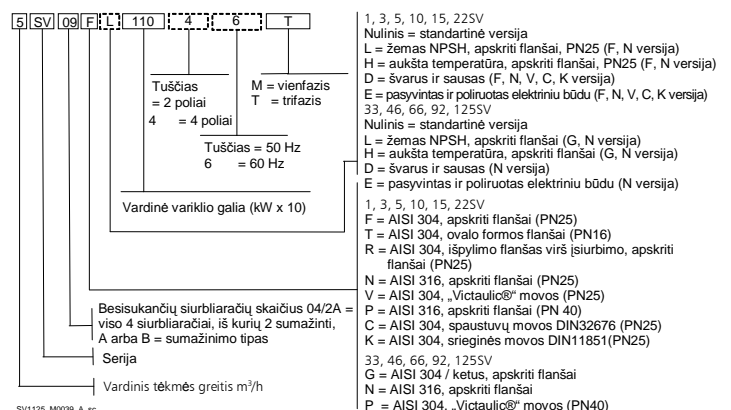 5 SV 09 F L 110 4 6 T
Tuščias
= 2 poliai
4 = 4 poliai
M = vienfazis
T = trifazis
Tuščias = 50 Hz
6 = 60 Hz
Vardinė variklio galia (kW x 10)
Besisukančių siurbliaračių skaičius 04/2A =
viso 4 siurbliaračiai, iš kurių 2 sumažinti,
A arba B = sumažinimo tipas
Serija
Vardinis tėkmės greitis m³/h
SV1125_M0039_A_sc
1, 3, 5, 10, 15, 22SV
Nulinis = standartinė versija
L = žemas NPSH, apskriti flanšai, PN25 (F, N versija)
H = aukšta temperatūra, apskriti flanšai, PN25 (F, N versija)
D = švarus ir sausas (F, N, V, C, K versija)
E = pasyvintas ir poliruotas elektriniu būdu (F, N, V, C, K versija)
33, 46, 66, 92, 125SV
Nulinis = standartinė versija
L = žemas NPSH, apskriti flanšai (G, N versija)
H = aukšta temperatūra, apskriti flanšai (G, N versija)
D = švarus ir sausas (N versija)
E = pasyvintas ir poliruotas elektriniu būdu (N versija)
1, 3, 5, 10, 15, 22SV
F = AISI 304, apskriti flanšai (PN25)
T = AISI 304, ovalo formos flanšai (PN16)
R = AISI 304, išpylimo flanšas virš įsiurbimo, apskriti
flanšai (PN25)
N = AISI 316, apskriti flanšai (PN25)
V = AISI 304, „Victaulic®“ movos (PN25)
P = AISI 316, apskriti flanšai (PN 40)
C = AISI 304, spaustuvų movos DIN32676 (PN25)
K = AISI 304, srieginės movos DIN11851(PN25)
33, 46, 66, 92, 125SV
G = AISI 304 / ketus, apskriti flanšai
N = AISI 316, apskriti flanšai
P = AISI 304, „Victaulic®“ movos (PN40)